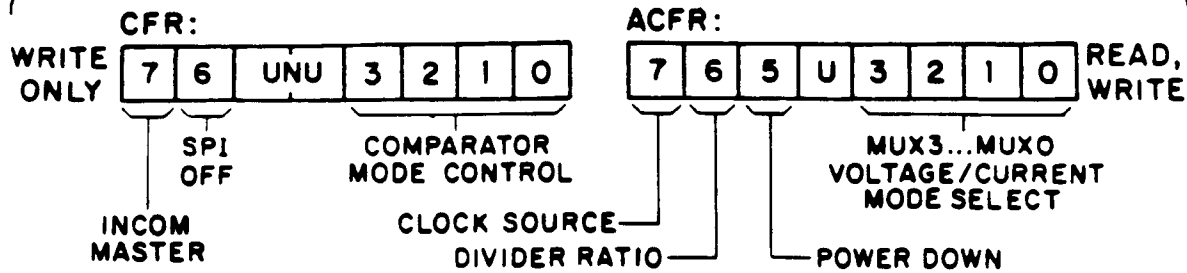 CFR:
WRITE ONLY
7 6 UNU 3 2 1 0
SPI OFF
COMPARATOR
MODE CONTROL
INCOM
MASTER
ACFR:
7 6 5 U 3 2 1 0
READ,
WRITE
MUX3...MUX0
VOLTAGE/CURRENT
MODE SELECT
CLOCK SOURCE
DIVIDER RATIO
POWER DOWN